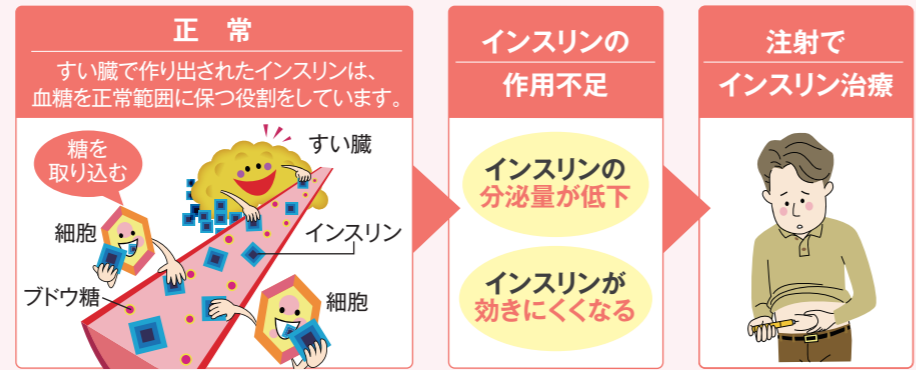 正　常
すい臓で作り出されたインスリンは、
血糖を正常範囲に保つ役割をしています。
糖を
取り込む
すい臓
細胞
インスリン
ブドウ糖
細胞
インスリンの
作用不足
インスリンの
分泌量が低下
インスリンが
効きにくくなる
注射で
インスリン治療